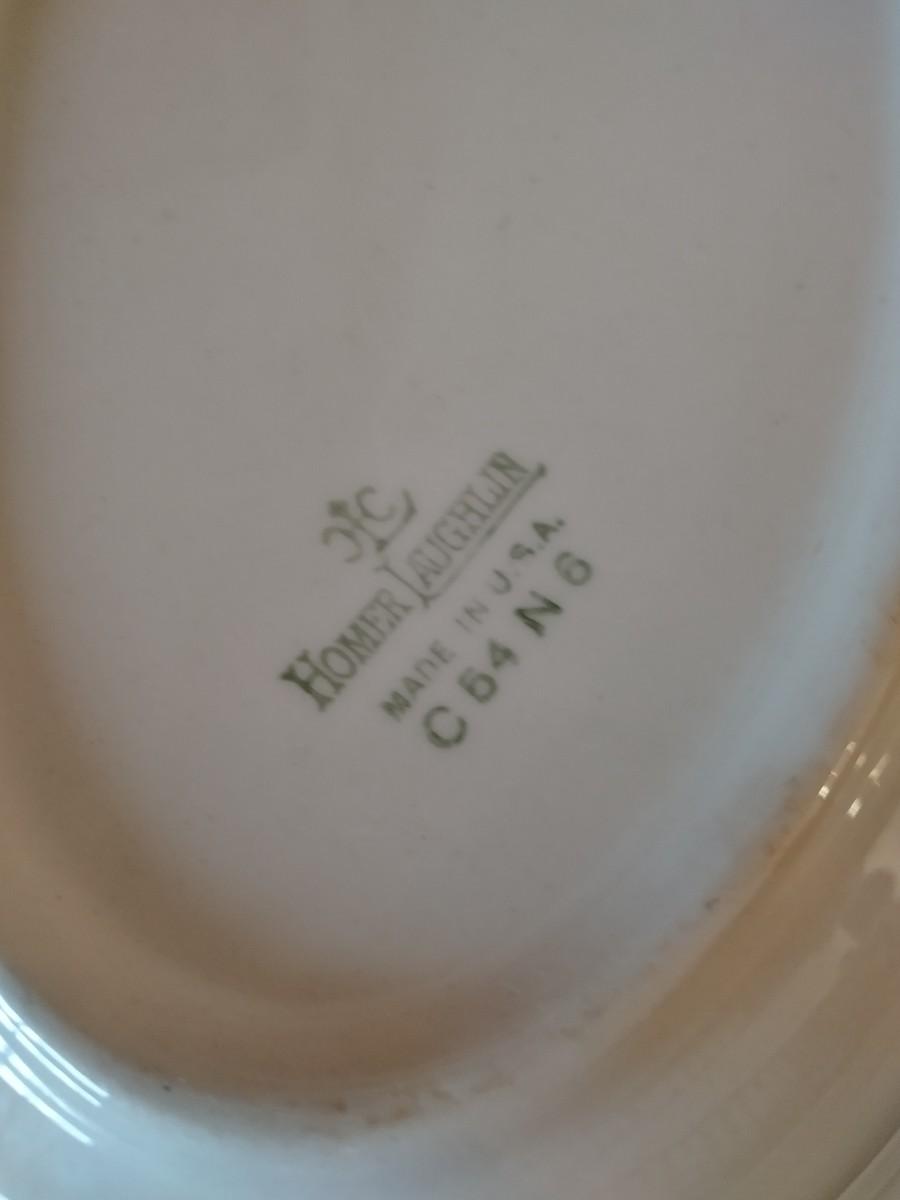 HLC
HOMER LAUGHLIN
MADE IN U.S.A.
C 54 N 6